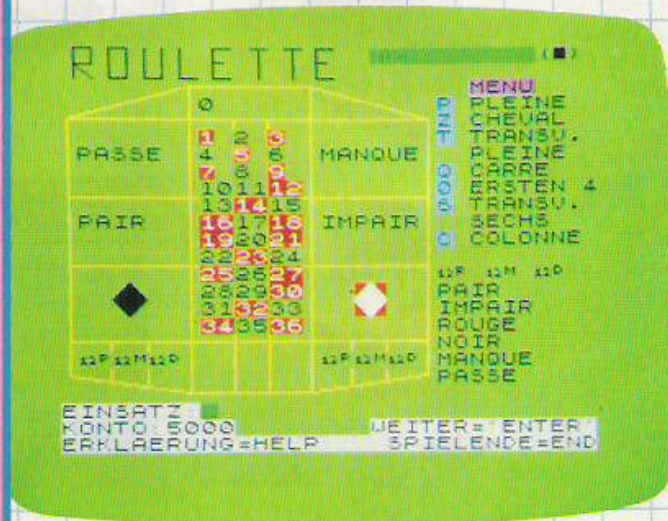 ROULETTE
MENU
P PLEINE
CHEVAL
T TRANSV.
PLEINE
Q CARRE
0 ERSTEN 4
S TRANSV.
SECHS
C COLONNE
12P 12M 12D
PAIR
IMPAIR
ROUGE
NOIR
MANQUE
PASSE
0
1 2 3
PASSE 4 5 6 MANQUE
7 8 9
10 11 12
13 14 15
PAIR 16 17 18 IMPAIR
19 20 21
22 23 24
25 26 27
28 29 30
31 32 33
34 35 36
12P 12M 12D 12P 12M 12D
EINSATZ:
KONTO:5000 WEITER='ENTER'
ERKLAERUNG=HELP SPIELENDE=END